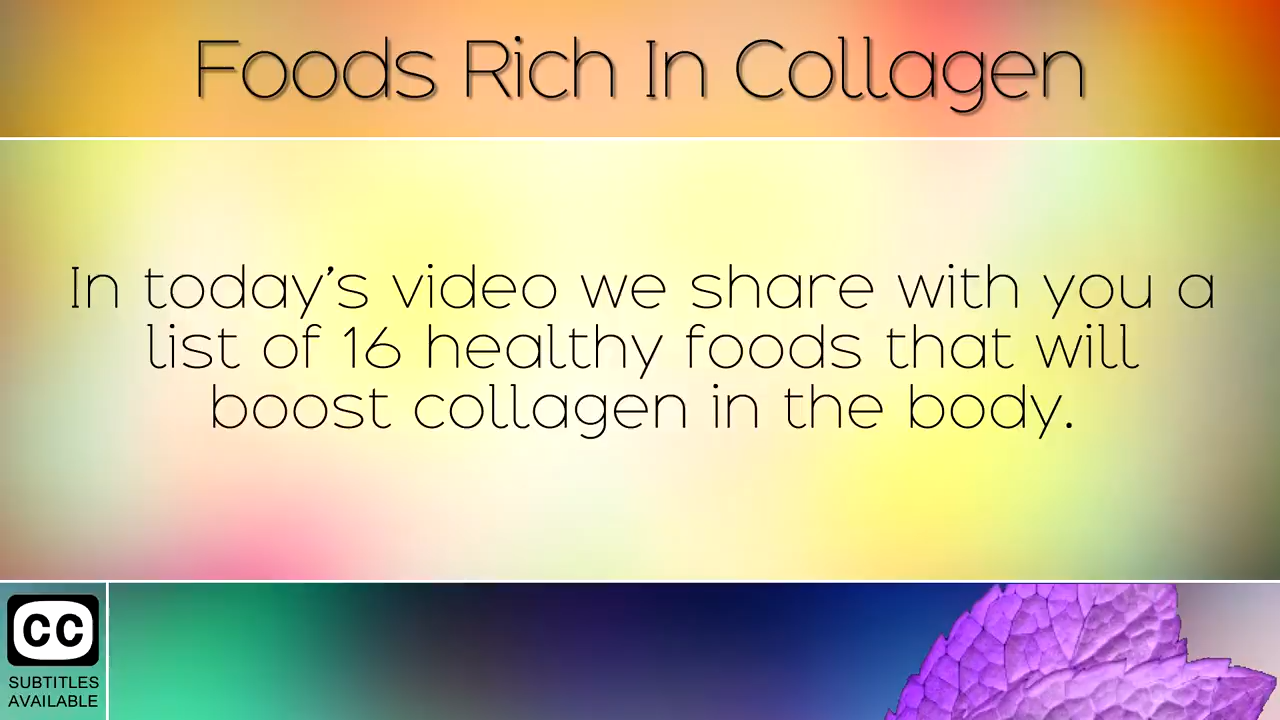 Foods Rich In Collagen
In today's video we share with you a
list of 16 healthy foods that will
boost collagen in the body.
CC
SUBTITLES
AVAILABLE